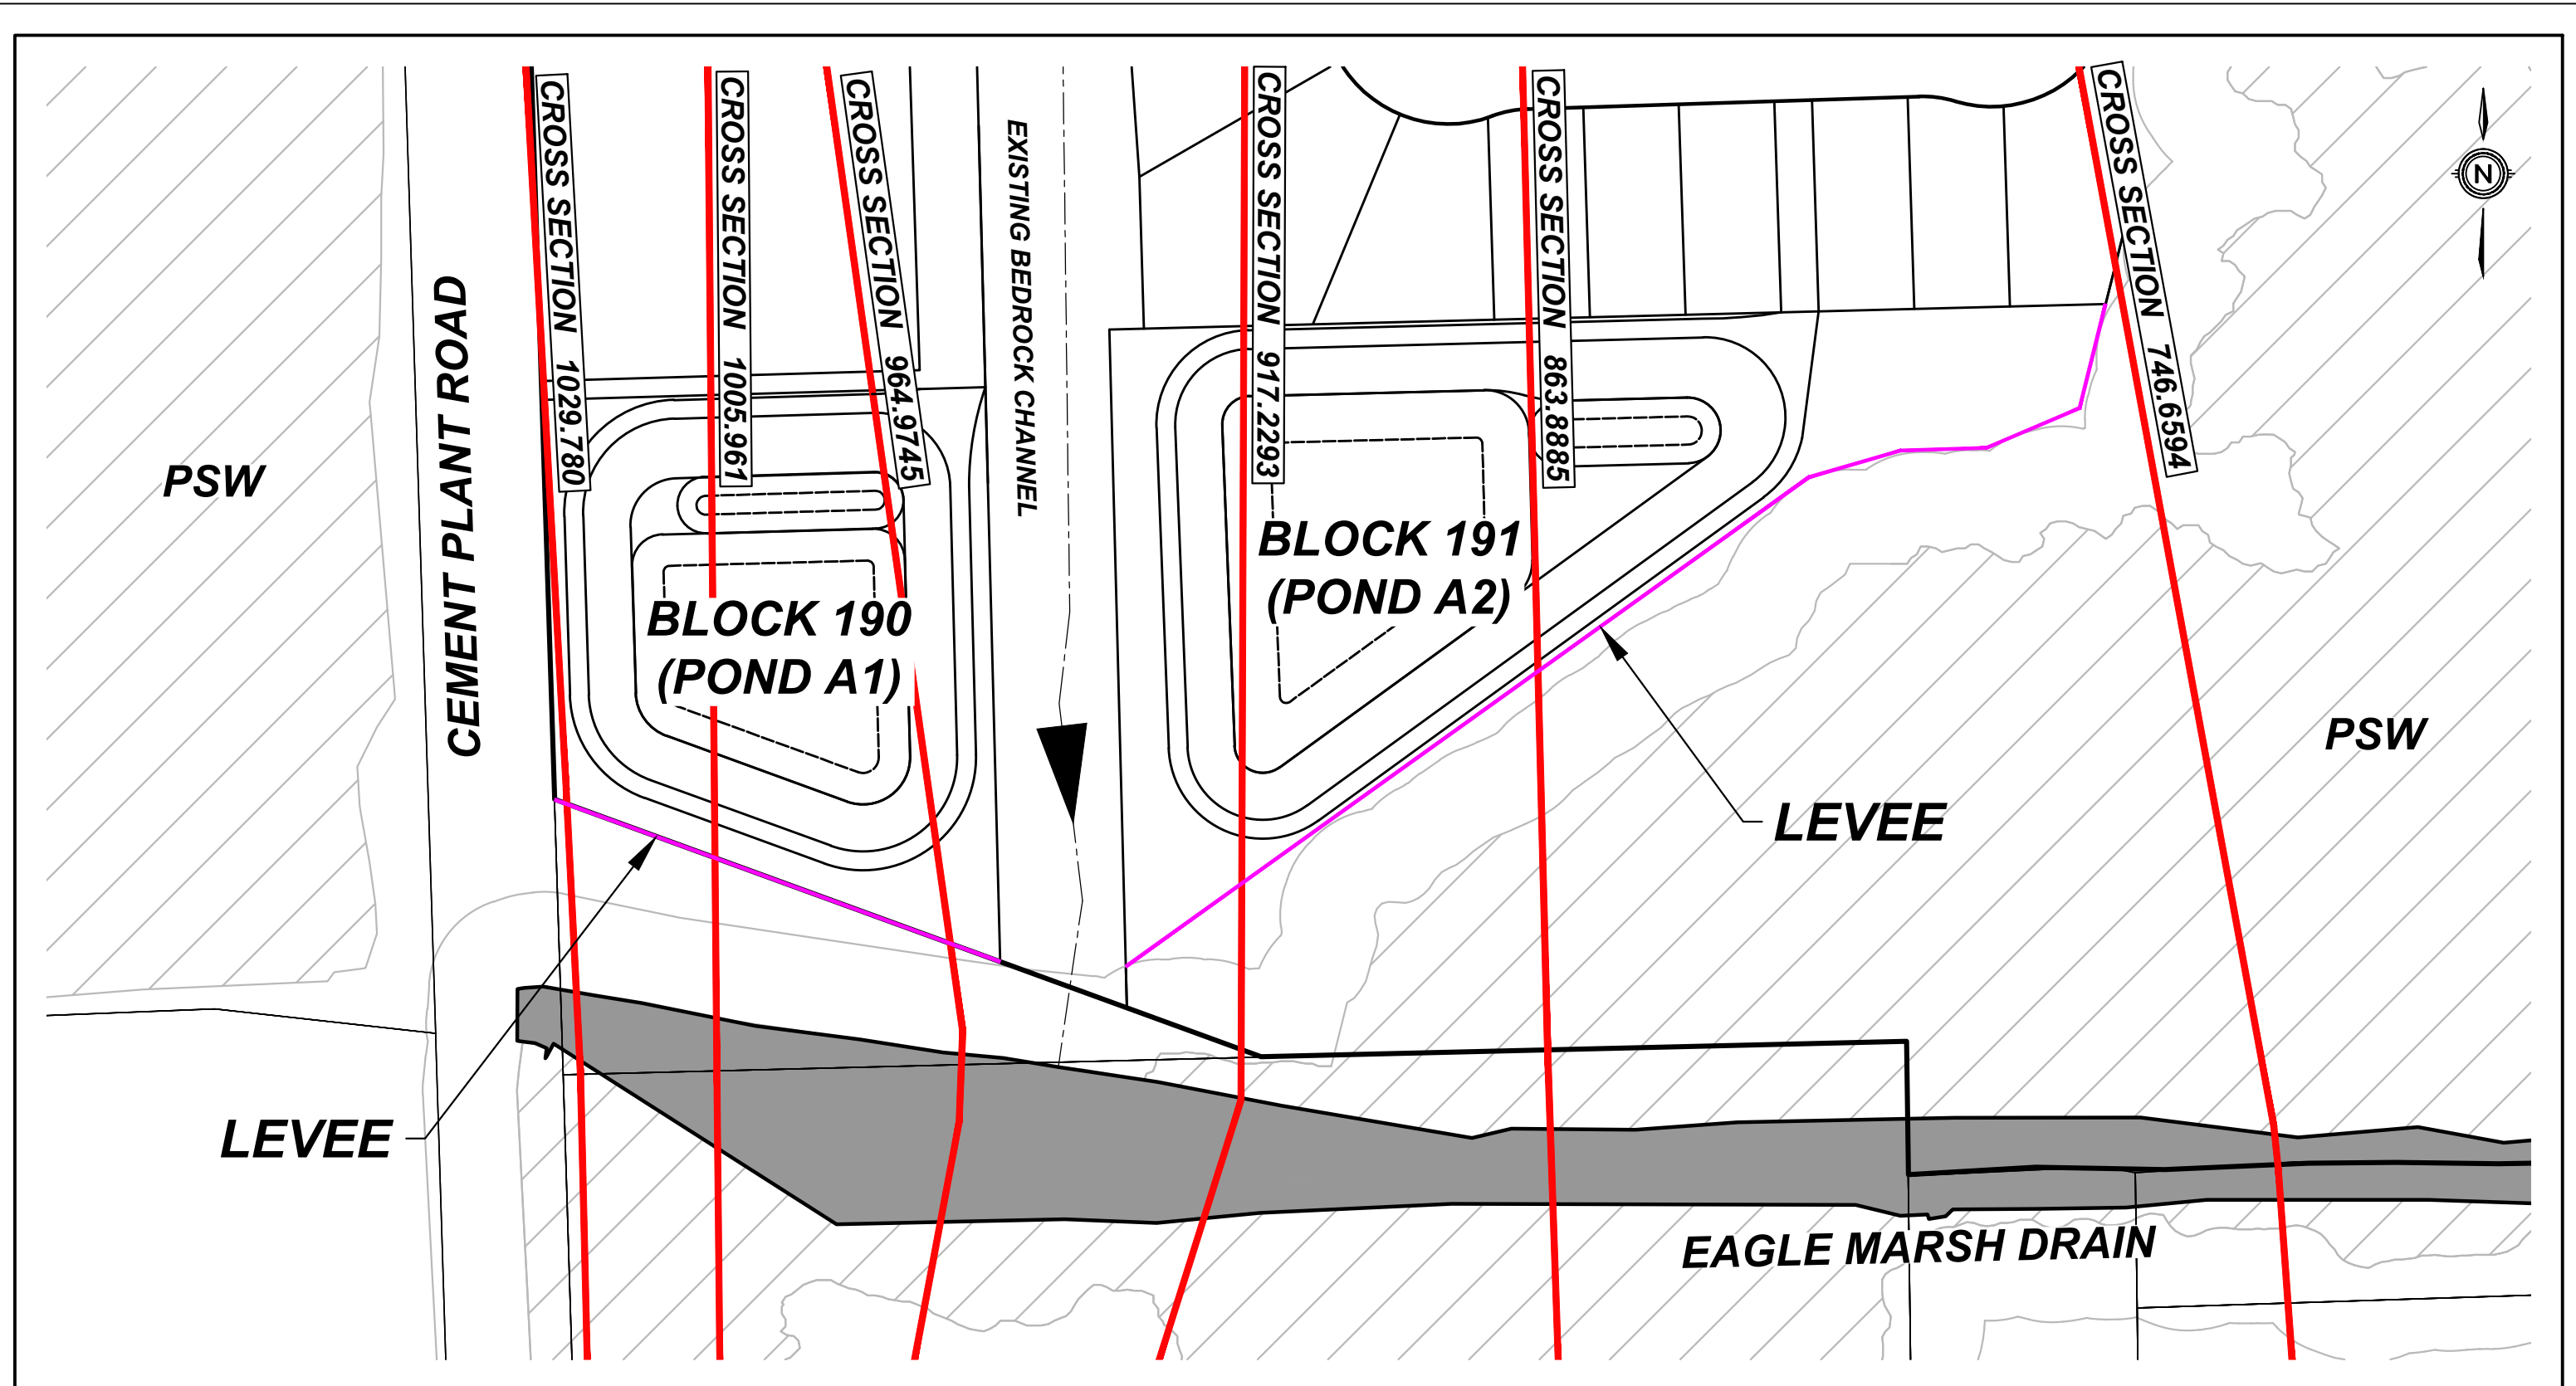 CROSS SECTION 1029.780
CROSS SECTION 1005.961
CROSS SECTION 964.9745
EXISTING BEDROCK CHANNEL
CROSS SECTION 917.2293
CROSS SECTION 863.8885
CROSS SECTION 746.6594
N
CEMENT PLANT ROAD
PSW
BLOCK 190
(POND A1)
BLOCK 191
(POND A2)
PSW
LEVEE
LEVEE
EAGLE MARSH DRAIN